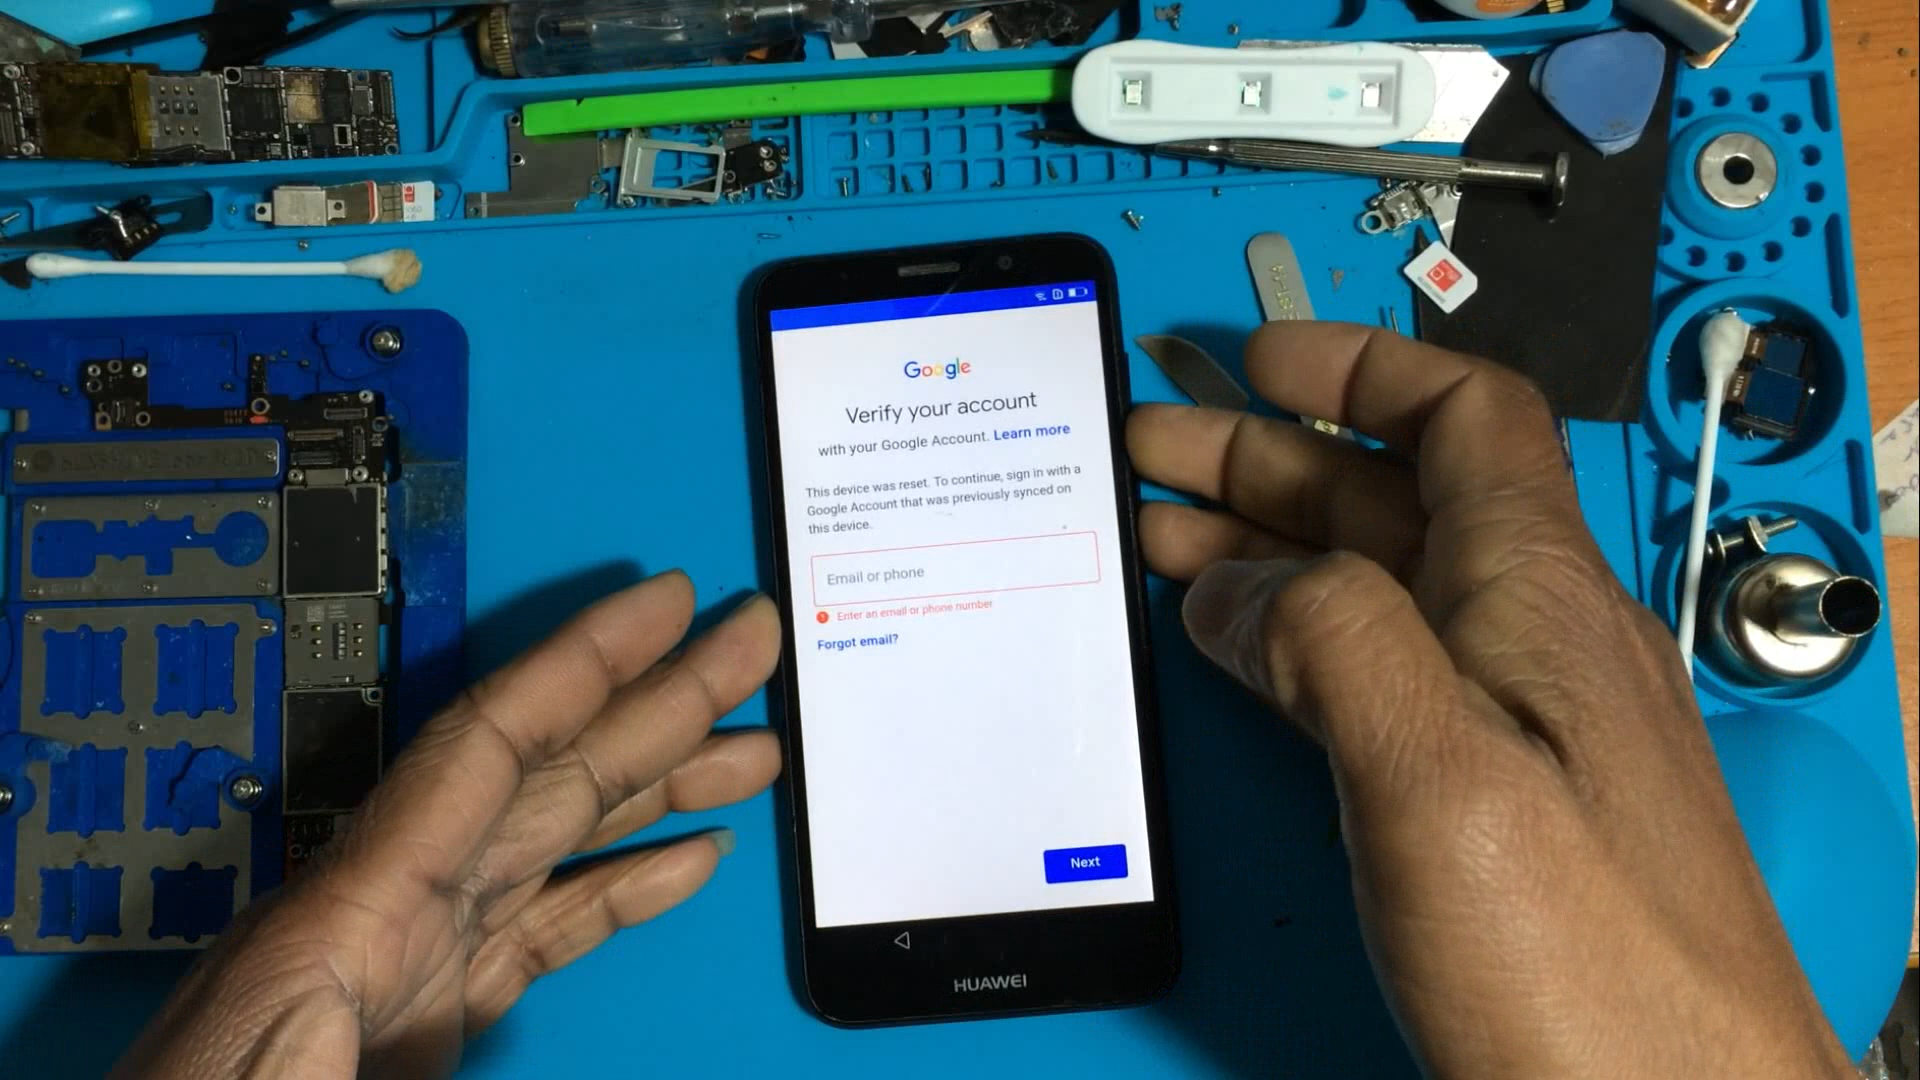 Google
Verify your account
with your Google Account. Learn more
This device was reset. To continue, sign in with a
Google Account that was previously synced on
this device.
Email or phone
Enter an email or phone number
Forgot email?
Next
HUAWEI